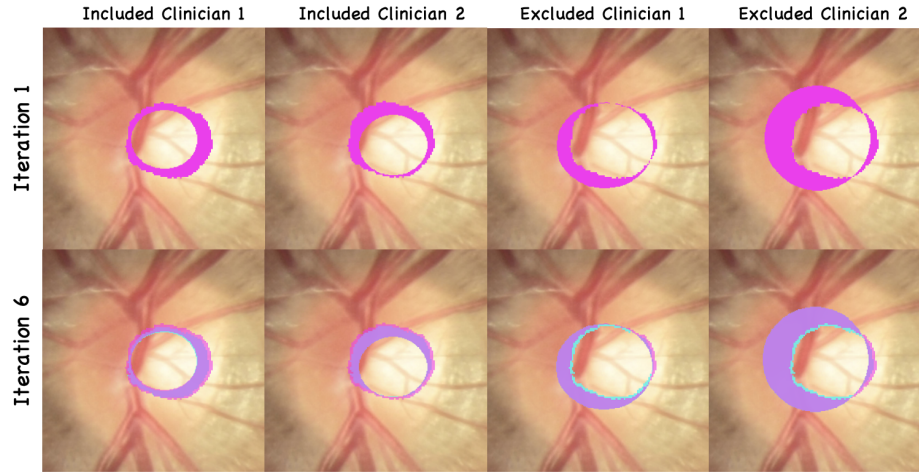 Included Clinician 1
Included Clinician 2
Excluded Clinician 1
Excluded Clinician 2
Iteration 1
Iteration 6